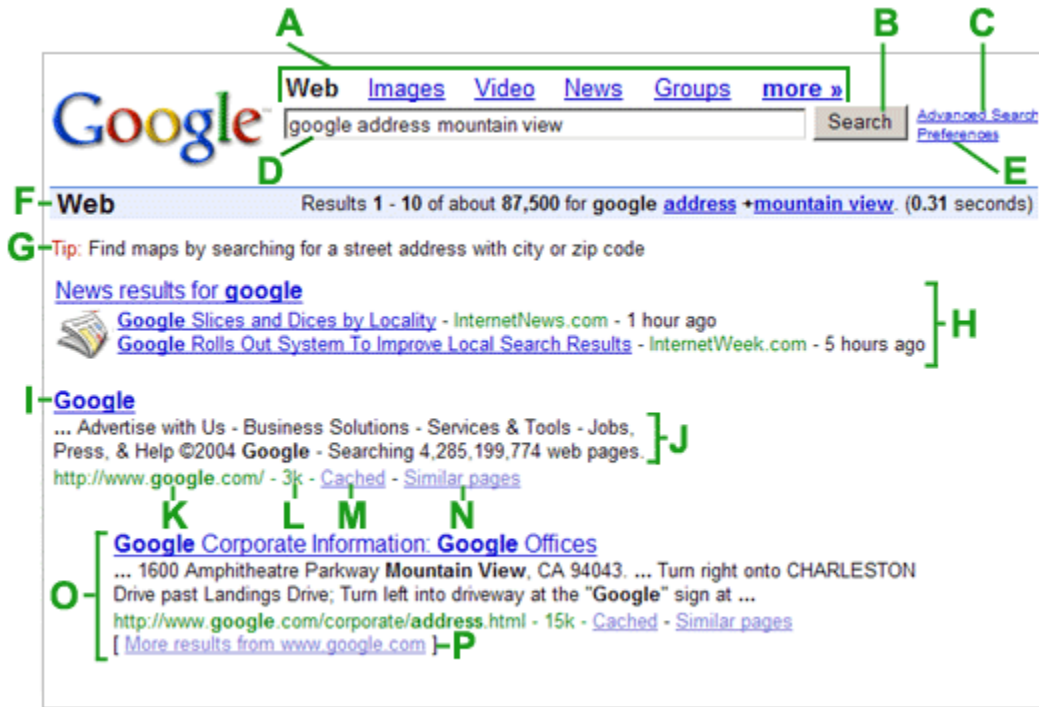 A B C
Web Images Video News Groups more »
Google™ google address mountain view Search Advanced Search
Preferences
D E
F Web Results 1 - 10 of about 87,500 for google address +mountain view. (0.31 seconds)
G Tip: Find maps by searching for a street address with city or zip code
News results for google
Google Slices and Dices by Locality - InternetNews.com - 1 hour ago
H
Google Rolls Out System To Improve Local Search Results - InternetWeek.com - 5 hours ago
I Google
... Advertise with Us - Business Solutions - Services & Tools - Jobs,
J
Press, & Help ©2004 Google - Searching 4,285,199,774 web pages.
http://www.google.com/ - 3k - Cached - Similar pages
K L M N
Google Corporate Information: Google Offices
... 1600 Amphitheatre Parkway Mountain View, CA 94043. ... Turn right onto CHARLESTON
O Drive past Landings Drive; Turn left into driveway at the "Google" sign at ...
http://www.google.com/corporate/address.html - 15k - Cached - Similar pages
[ More results from www.google.com ] P